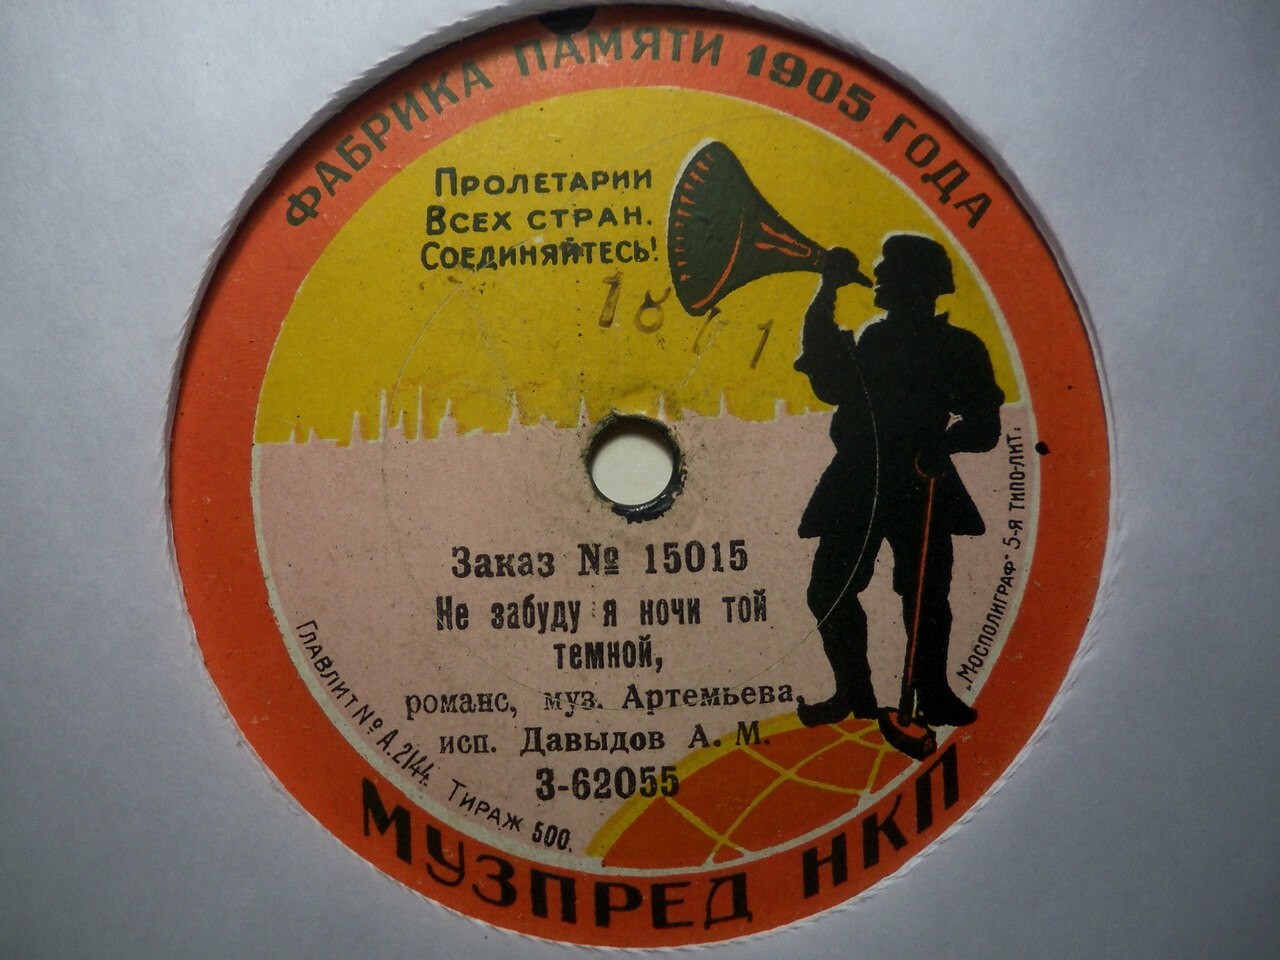 ФАБРИКА ПАМЯТИ 1905 ГОДА
ПРОЛЕТАРИИ
ВСЕХ СТРАН.
СОЕДИНЯЙТЕСЬ!
1861
Заказ № 15015
Не забуду я ночи той
темной,
романс, муз. Артемьева,
исп. Давыдов А. М.
3-62055
ГЛАВЛИТ № А.2144. ТИРАЖ 500.
„МОСПОЛИГРАФ“ 5-я ТИПО-ЛИТ.
МУЗПРЕД НКП